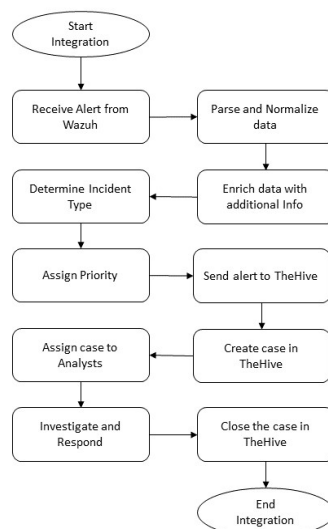 Start
Integration
Receive Alert from
Wazuh
Parse and Normalize
data
Enrich data with
additional Info
Determine Incident
Type
Assign Priority
Send alert to TheHive
Create case in
TheHive
Assign case to
Analysts
Investigate and
Respond
Close the case in
TheHive
End
Integration